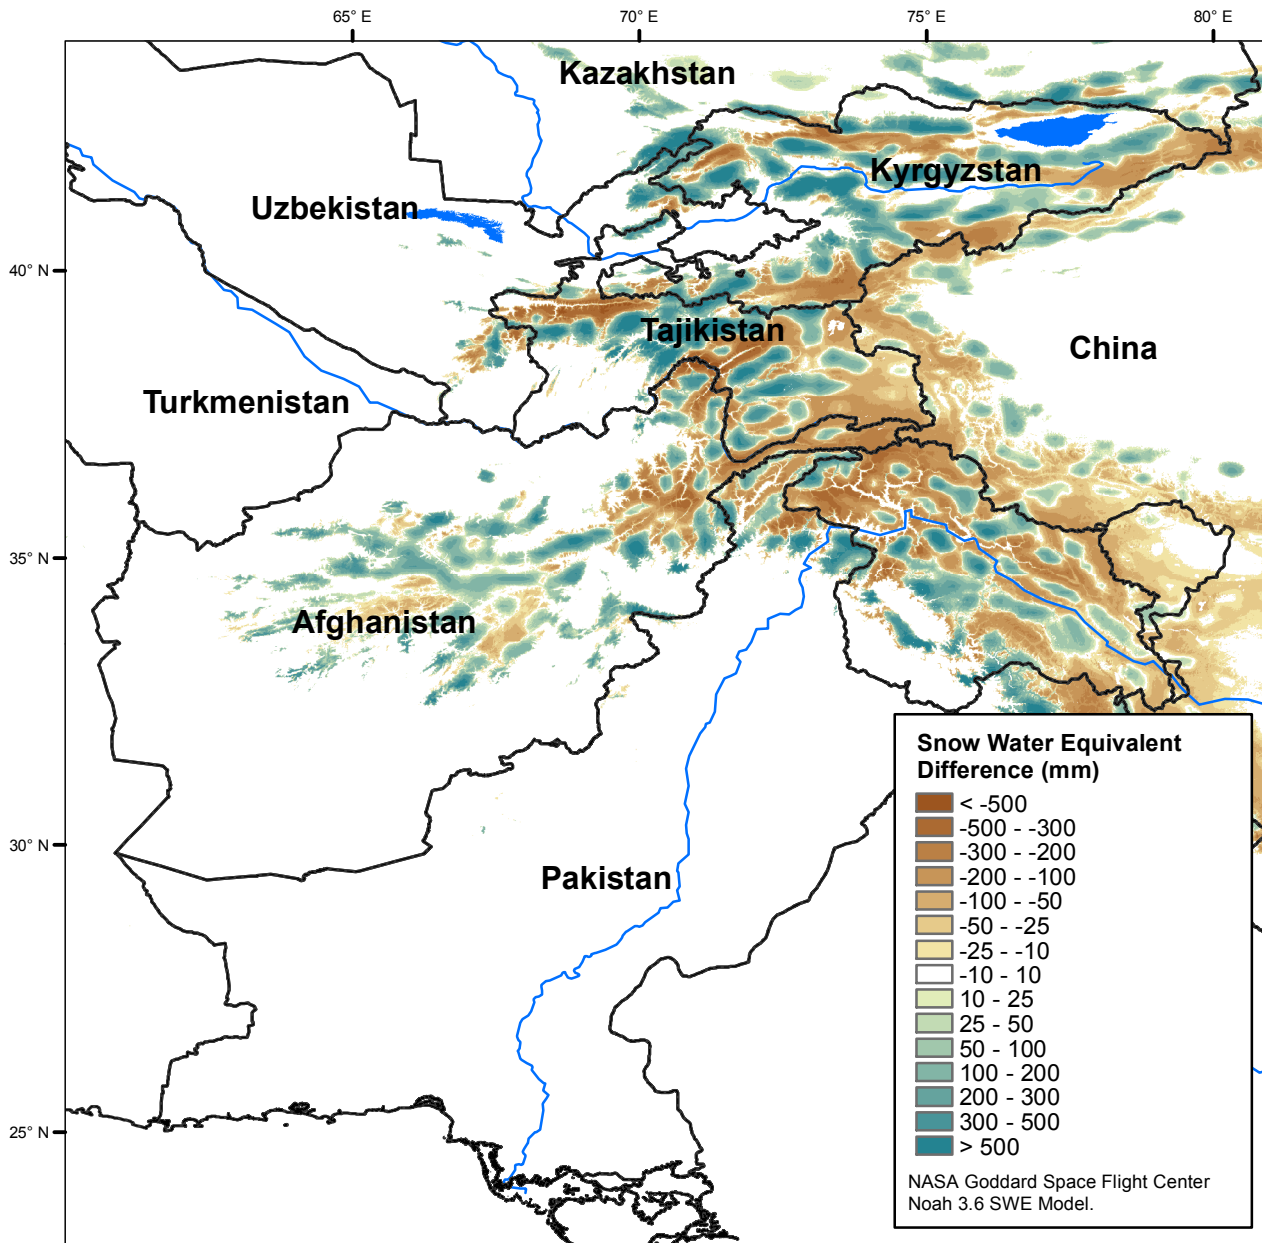 65° E
70° E
75° E
80° E
Kazakhstan
Kyrgyzstan
Uzbekistan
40° N
Tajikistan
China
Turkmenistan
35° N
Afghanistan
30° N
Pakistan
25° N
Snow Water Equivalent
Difference (mm)
< -500
-500 - -300
-300 - -200
-200 - -100
-100 - -50
-50 - -25
-25 - -10
-10 - 10
10 - 25
25 - 50
50 - 100
100 - 200
200 - 300
300 - 500
> 500
NASA Goddard Space Flight Center
Noah 3.6 SWE Model.